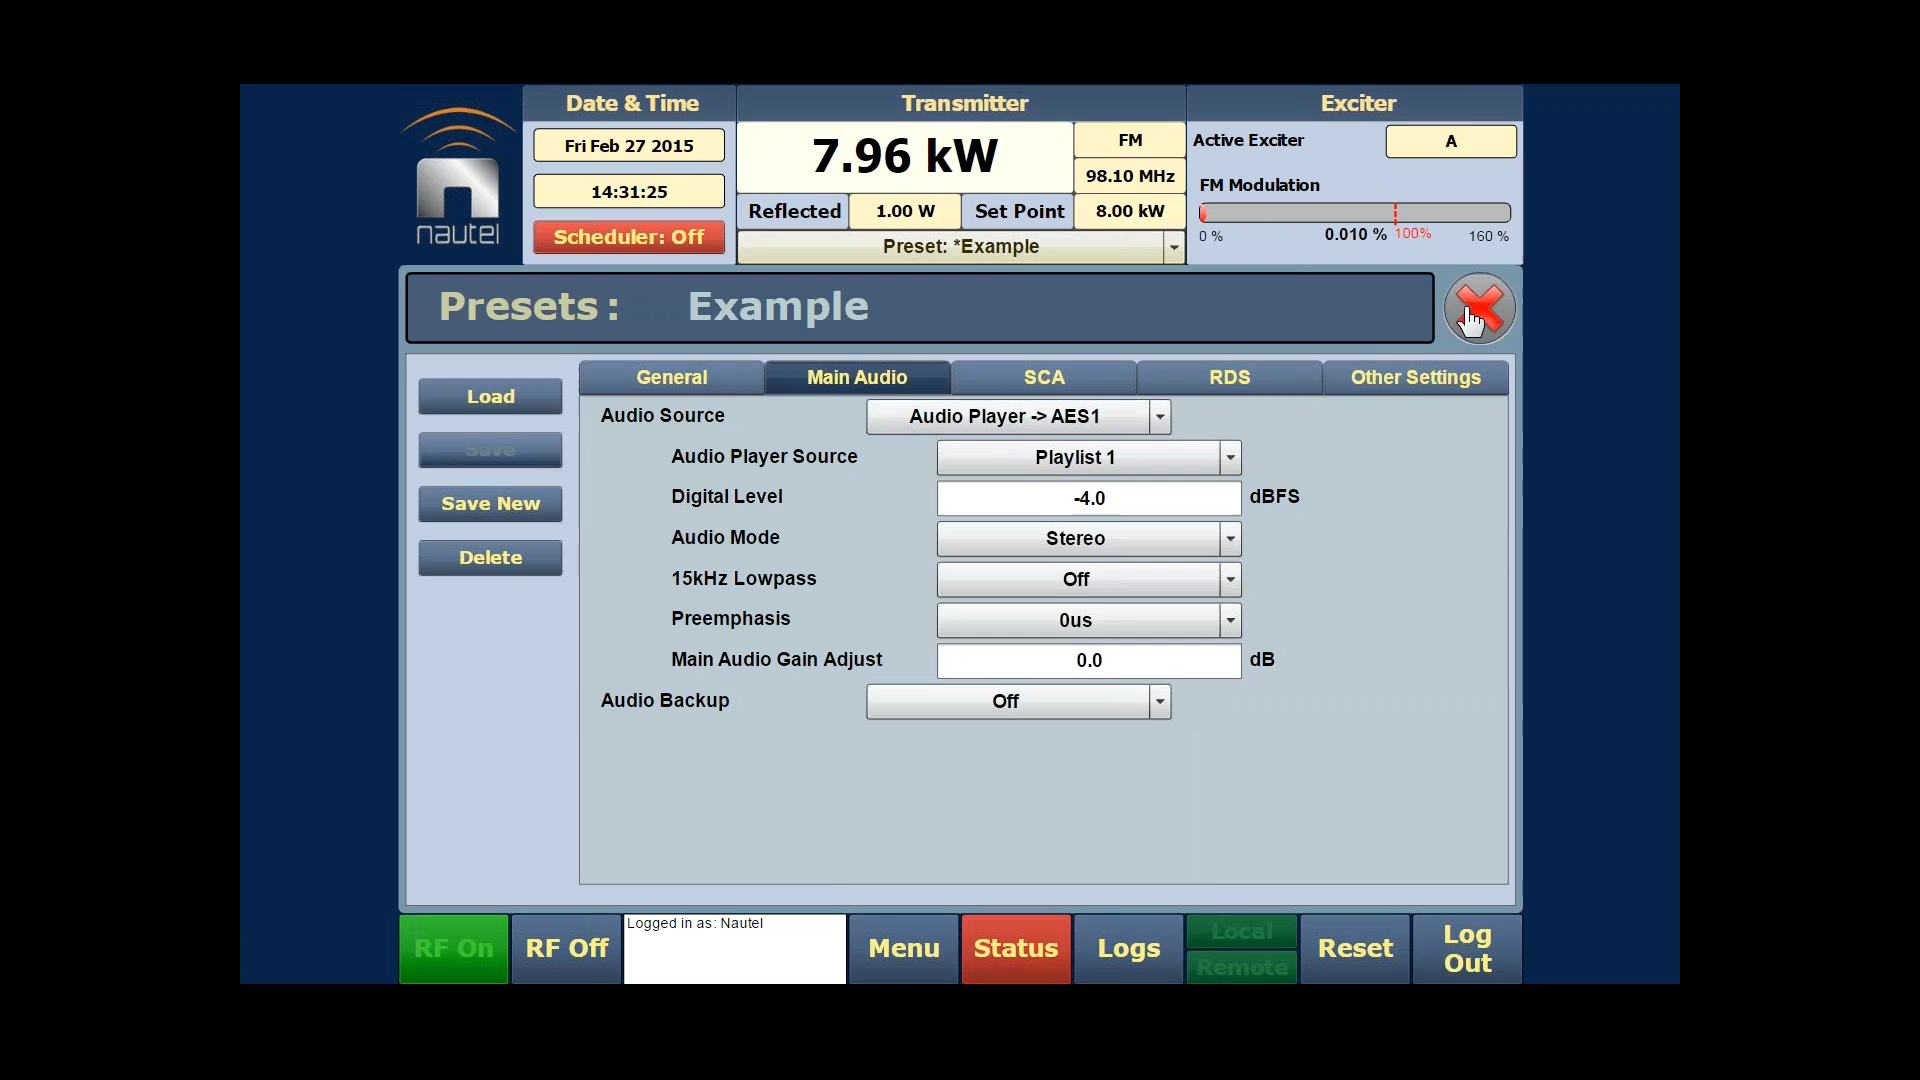 Date & Time
Transmitter
Exciter
nautel
Fri Feb 27 2015
14:31:25
Scheduler: Off
7.96 kW
FM
98.10 MHz
Reflected
1.00 W
Set Point
8.00 kW
Preset: *Example
Active Exciter
A
FM Modulation
0 %
0.010 %
100%
160 %
Presets: Example
Load
Save
Save New
Delete
General
Main Audio
SCA
RDS
Other Settings
Audio Source
Audio Player -> AES1
Audio Player Source
Playlist 1
Digital Level
-4.0
dBFS
Audio Mode
Stereo
15kHz Lowpass
Off
Preemphasis
0us
Main Audio Gain Adjust
0.0
dB
Audio Backup
Off
RF On
RF Off
Logged in as: Nautel
Menu
Status
Logs
Local
Remote
Reset
Log
Out